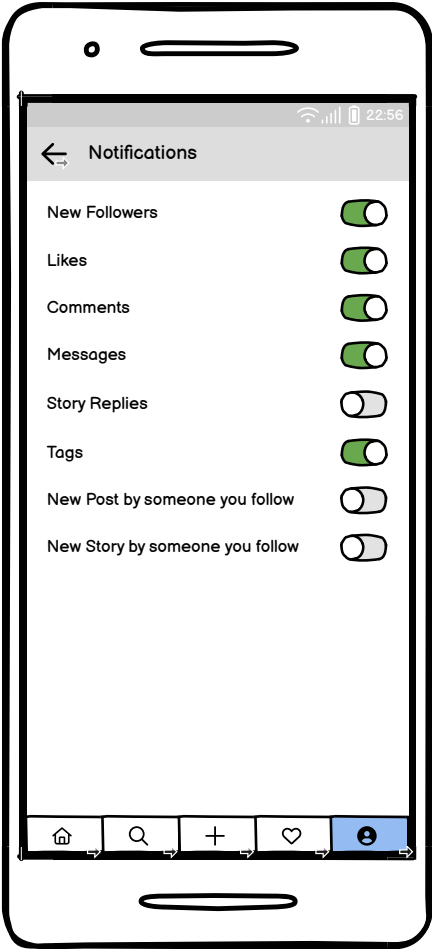 22:56
Notifications
New Followers
Likes
Comments
Messages
Story Replies
Tags
New Post by someone you follow
New Story by someone you follow